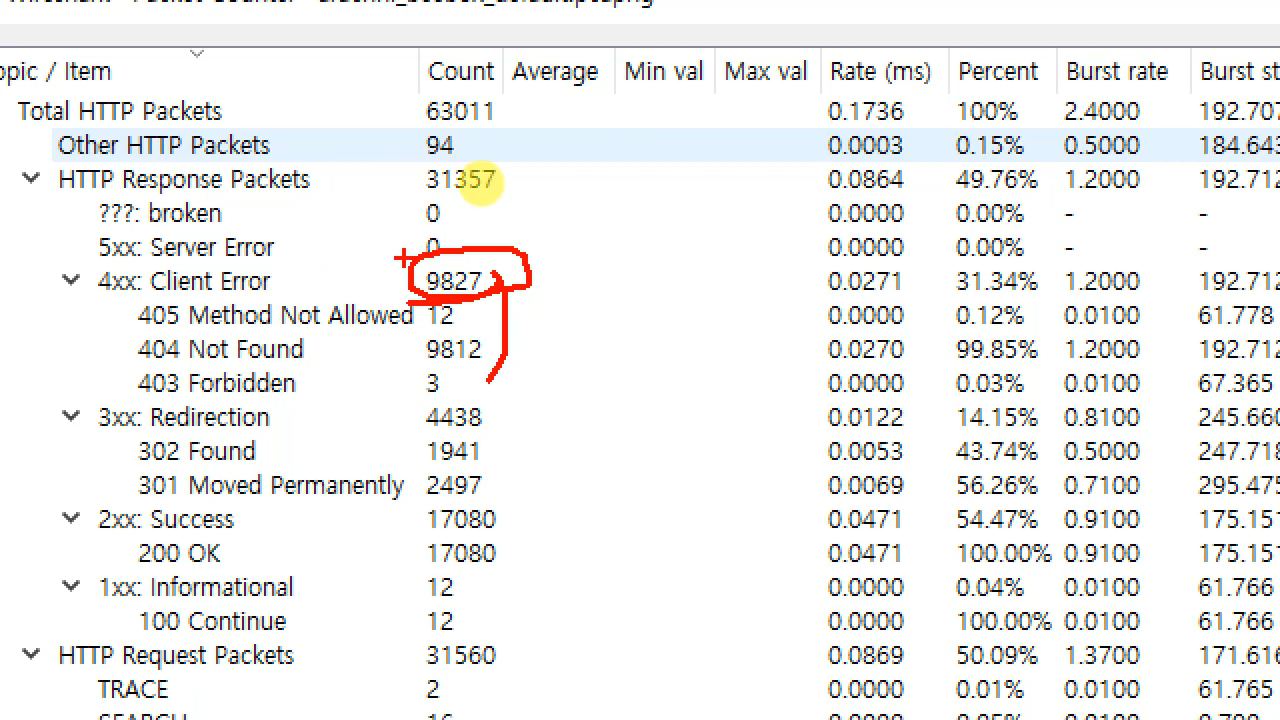 opic / Item Count Average Min val Max val Rate (ms) Percent Burst rate Burst st
Total HTTP Packets 63011 0.1736 100% 2.4000 192.707
Other HTTP Packets 94 0.0003 0.15% 0.5000 184.643
HTTP Response Packets 31357 0.0864 49.76% 1.2000 192.712
???: broken 0 0.0000 0.00% - -
5xx: Server Error 0 0.0000 0.00% - -
4xx: Client Error 9827 0.0271 31.34% 1.2000 192.712
405 Method Not Allowed 12 0.0000 0.12% 0.0100 61.778
404 Not Found 9812 0.0270 99.85% 1.2000 192.712
403 Forbidden 3 0.0000 0.03% 0.0100 67.365
3xx: Redirection 4438 0.0122 14.15% 0.8100 245.660
302 Found 1941 0.0053 43.74% 0.5000 247.718
301 Moved Permanently 2497 0.0069 56.26% 0.7100 295.475
2xx: Success 17080 0.0471 54.47% 0.9100 175.151
200 OK 17080 0.0471 100.00% 0.9100 175.151
1xx: Informational 12 0.0000 0.04% 0.0100 61.766
100 Continue 12 0.0000 100.00% 0.0100 61.766
HTTP Request Packets 31560 0.0869 50.09% 1.3700 171.616
TRACE 2 0.0000 0.01% 0.0100 61.765